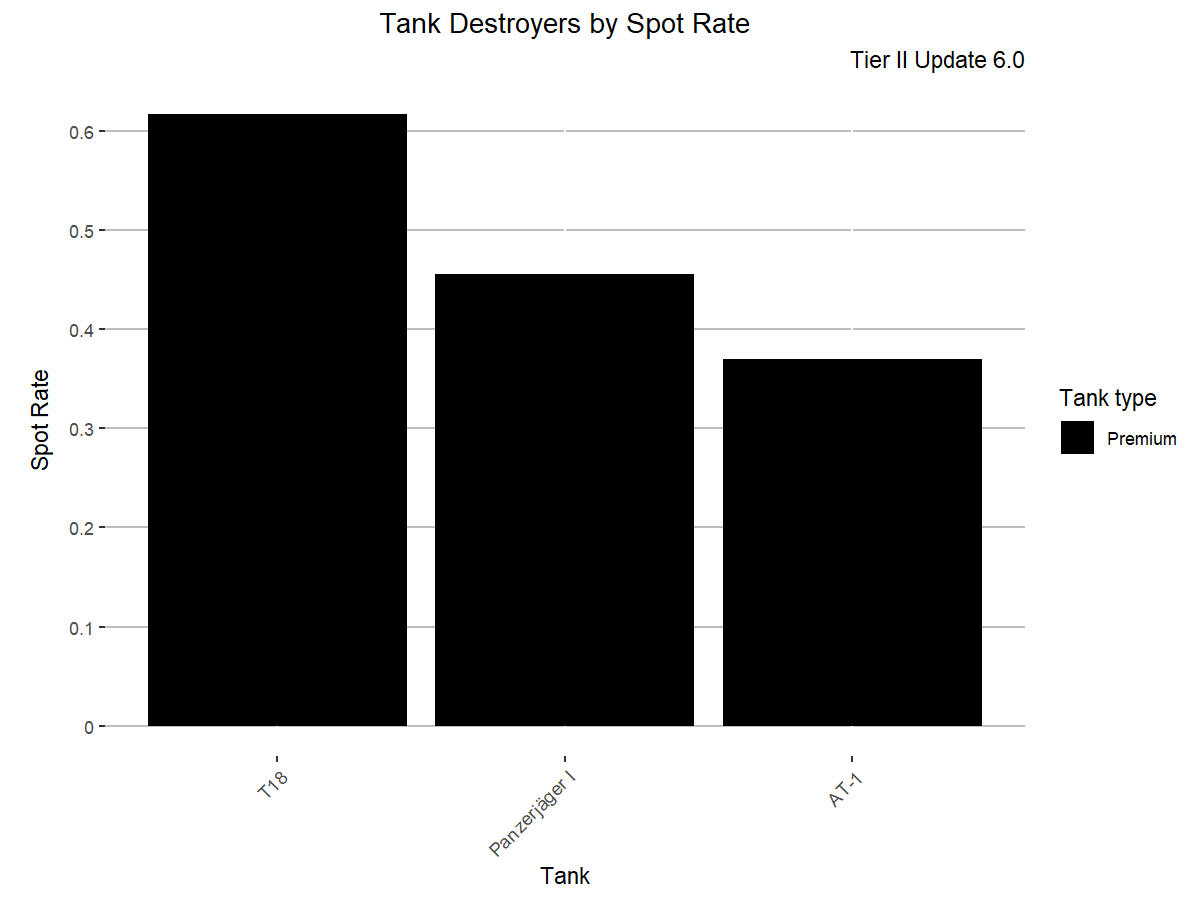 Tank Destroyers by Spot Rate
Tier II Update 6.0
Spot Rate
0.6
0.5
0.4
0.3
0.2
0.1
0
T18
Panzerjäger I
AT-1
Tank
Tank type
Premium